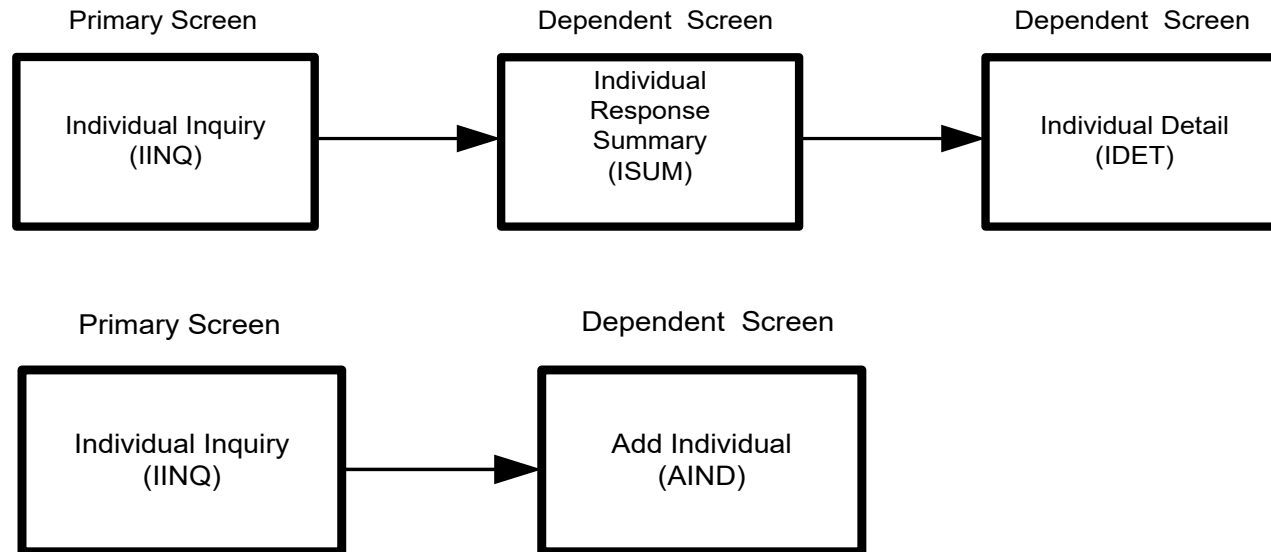 Primary Screen
Dependent Screen
Dependent Screen
Individual Inquiry
(IINQ)
Individual
Response
Summary
(ISUM)
Individual Detail
(IDET)
Primary Screen
Dependent Screen
Individual Inquiry
(IINQ)
Add Individual
(AIND)